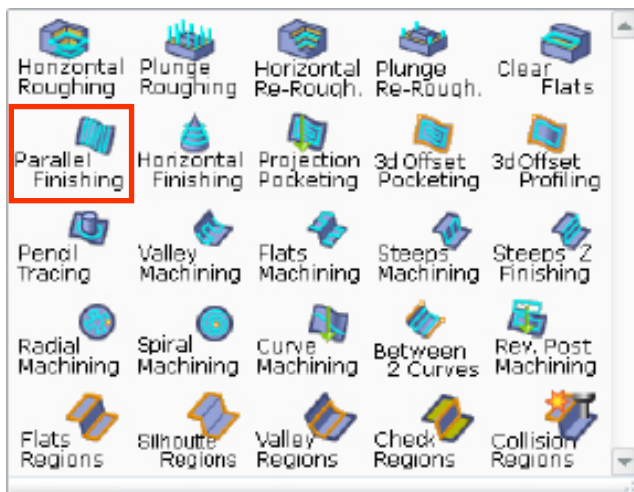 Horizontal Plunge Horizontal Plunge Clear
Roughing Roughing Re-Rough. Re-Rough. Flats
Parallel Horizontal Projection 3d Offset 3d Offset
Finishing Finishing Pocketing Pocketing Profiling
Pencil Valley Flats Steeps Steeps Z
Tracing Machining Machining Machining Finishing
Radial Spiral Curve Between Rev. Post
Machining Machining Machining 2 Curves Machining
Flats Silhoutte Valley Check Collision
Regions Regions Regions Regions Regions